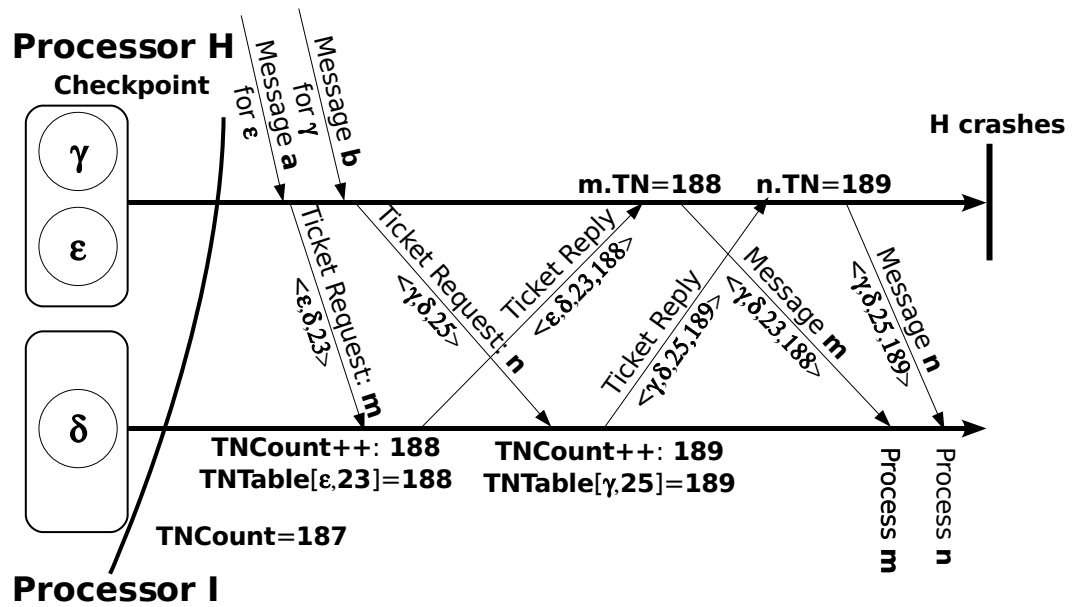 Processor H
Checkpoint
γ
ε
δ
Message a
for ε
Message b
for γ
H crashes
m.TN=188
n.TN=189
Ticket Request: m
<ε,δ,23>
Ticket Request: n
<γ,δ,25>
Ticket Reply
<ε,δ,23,188>
Ticket Reply
<γ,δ,25,189>
Message m
<γ,δ,23,188>
Message n
<γ,δ,25,189>
TNCount++: 188
TNTable[ε,23]=188
TNCount++: 189
TNTable[γ,25]=189
Process m
Process n
TNCount=187
Processor I